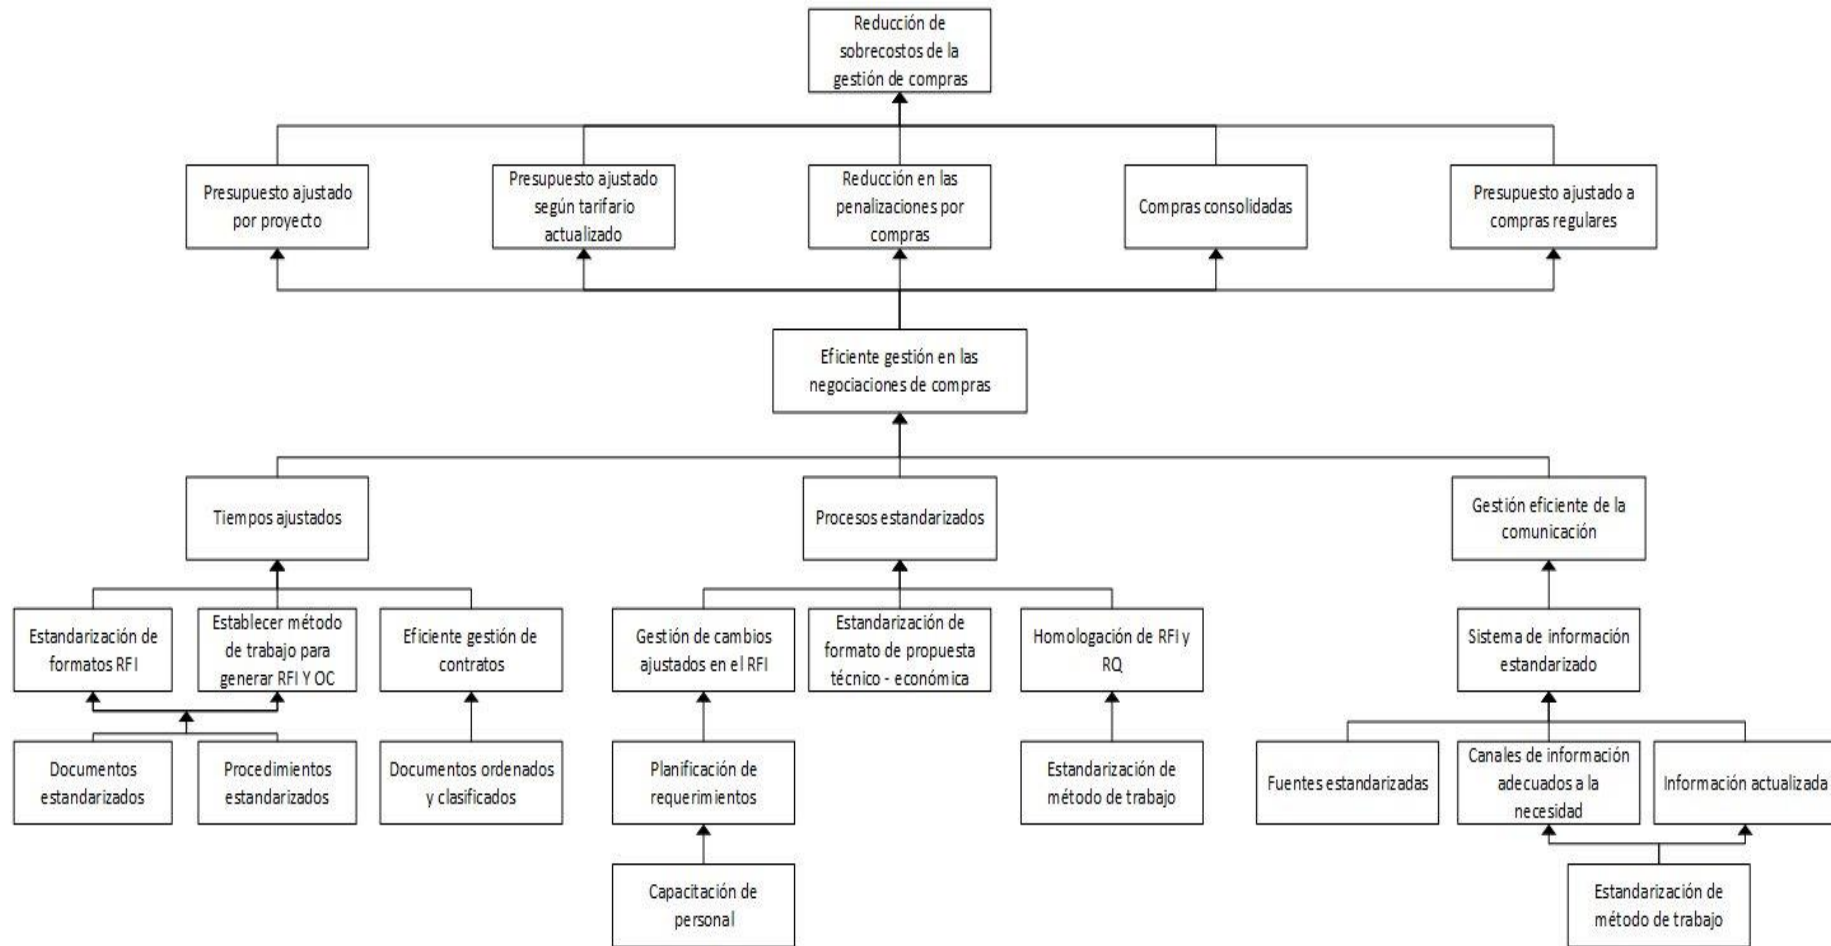 Reducción de
sobrecostos de la
gestión de compras
Presupuesto ajustado
por proyecto
Presupuesto ajustado
según tarifario
actualizado
Reducción en las
penalizaciones por
compras
Compras consolidadas
Presupuesto ajustado a
compras regulares
Eficiente gestión en las
negociaciones de compras
Tiempos ajustados
Procesos estandarizados
Gestión eficiente de la
comunicación
Estandarización de
formatos RFI
Establecer método
de trabajo para
generar RFI Y OC
Eficiente gestión de
contratos
Gestión de cambios
ajustados en el RFI
Estandarización de
formato de propuesta
técnico - económica
Homologación de RFI y
RQ
Sistema de información
estandarizado
Documentos
estandarizados
Procedimientos
estandarizados
Documentos ordenados
y clasificados
Planificación de
requerimientos
Estandarización de
método de trabajo
Fuentes estandarizadas
Canales de información
adecuados a la
necesidad
Información actualizada
Capacitación de
personal
Estandarización de
método de trabajo